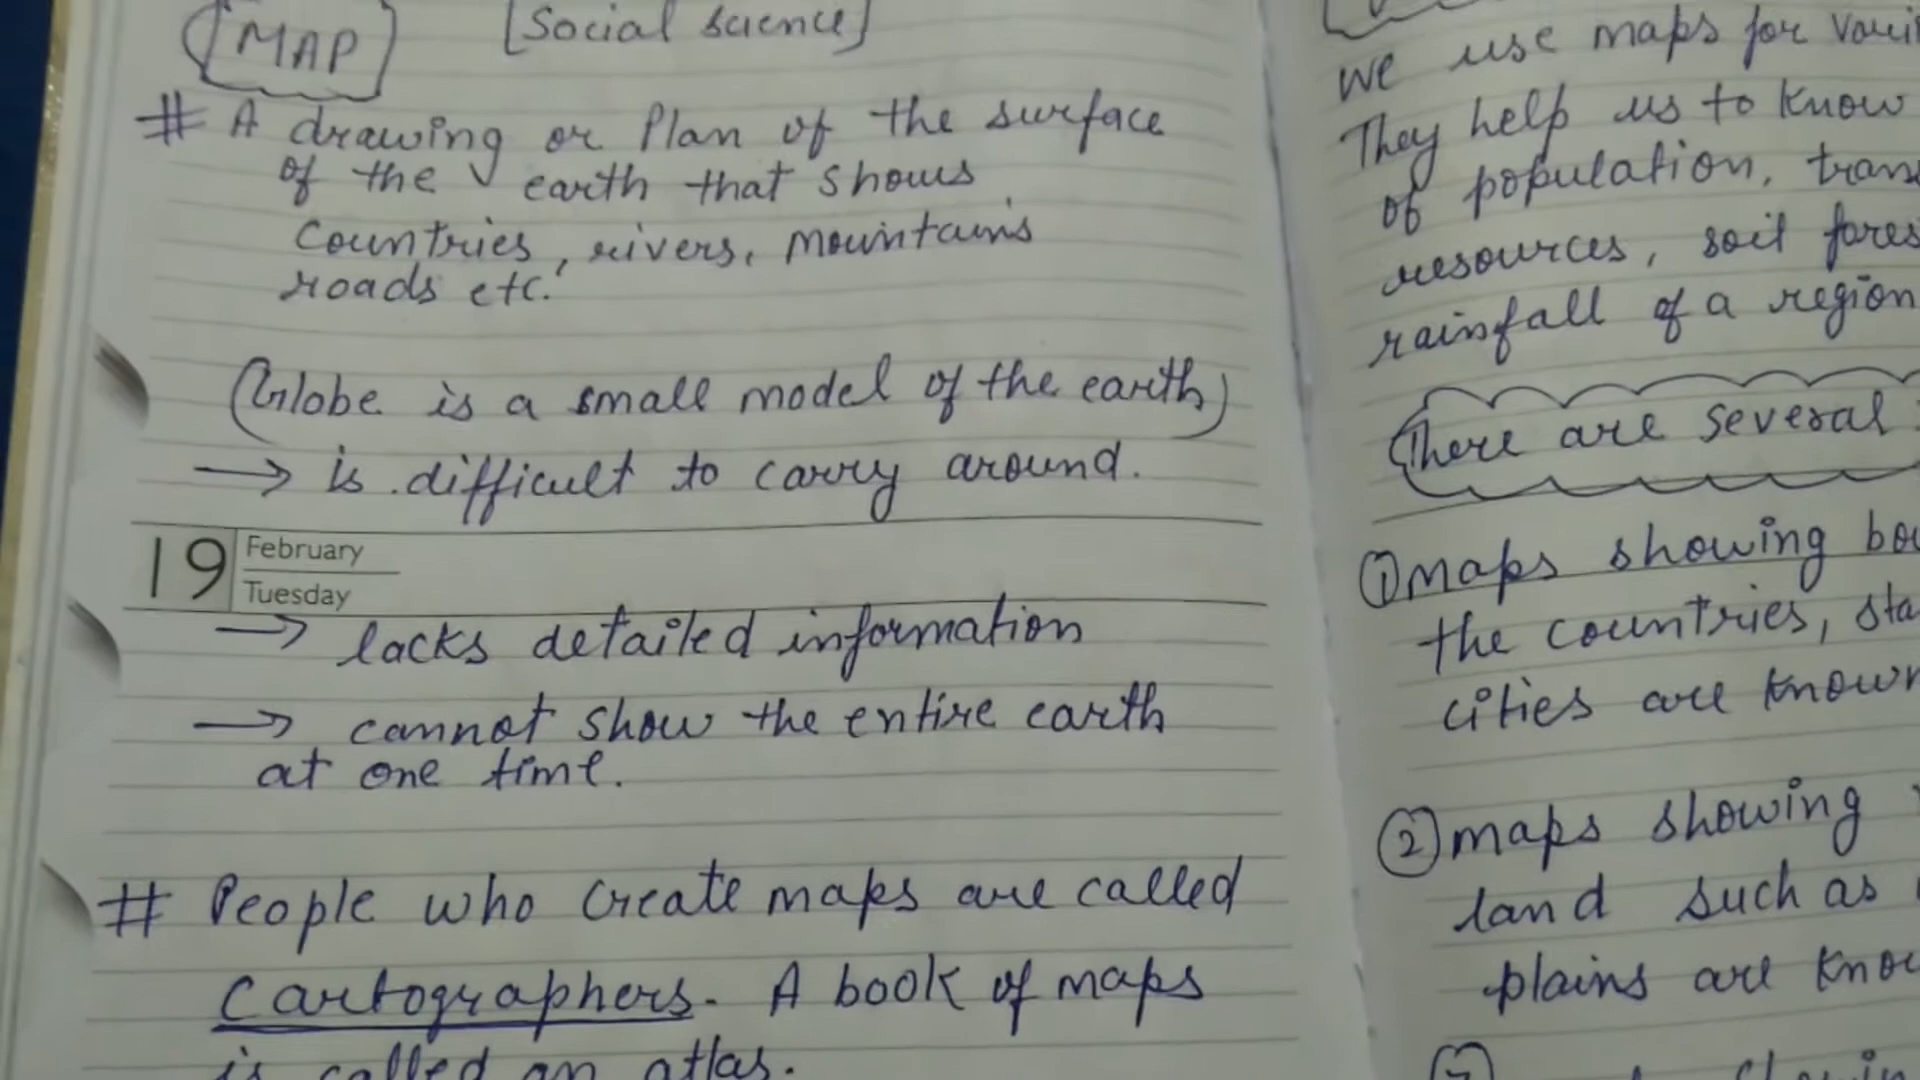 MAP [Social science]
# A drawing or Plan of the surface
of the earth that shows
Countries, rivers, mountains
roads etc.
Globe is a small model of the earth
→ is difficult to carry around.
19 February
Tuesday
→ lacks detailed information
→ cannot show the entire earth
at one time.
# People who create maps are called
Cartographers. A book of maps
is called an atlas.
We use maps for
They help us to know
of population,
resources, soil
rainfall of a region
There are several
① maps showing
the countries,
cities are
② maps showing
land such as
plains are